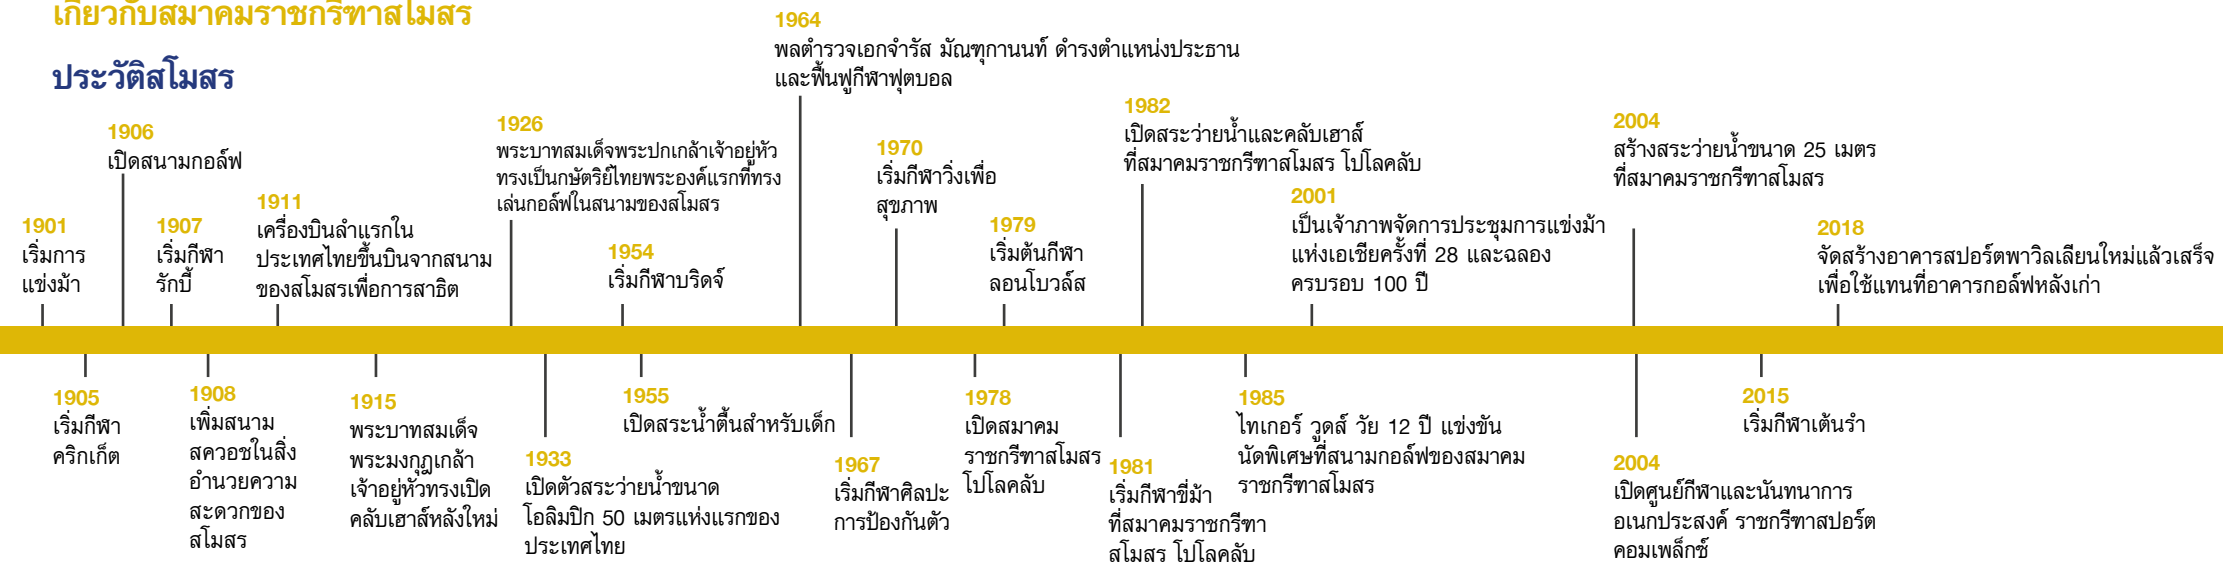 เกี่ยวกับสมาคมราชกรีฑาสโมสร
ประวัติสโมสร
1901
เริ่มการ
แข่งม้า
1905
เริ่มกีฬา
คริกเก็ต
1906
เปิดสนามกอล์ฟ
1907
เริ่มกีฬา
รักบี้
1908
เพิ่มสนาม
สควอชในสิ่ง
อำนวยความ
สะดวกของ
สโมสร
1911
เครื่องบินลำแรกใน
ประเทศไทยขึ้นบินจากสนาม
ของสโมสรเพื่อการสาธิต
1915
พระบาทสมเด็จ
พระมงกุฎเกล้า
เจ้าอยู่หัวทรงเปิด
คลับเฮาส์หลังใหม่
1926
พระบาทสมเด็จพระปกเกล้าเจ้าอยู่หัว
ทรงเป็นกษัตริย์ไทยพระองค์แรกที่ทรง
เล่นกอล์ฟในสนามของสโมสร
1933
เปิดตัวสระว่ายน้ำขนาด
โอลิมปิก 50 เมตรแห่งแรกของ
ประเทศไทย
1954
เริ่มกีฬาบริดจ์
1955
เปิดสระน้ำตื้นสำหรับเด็ก
1964
พลตำรวจเอกจำรัส มัณฑุกานนท์ ดำรงตำแหน่งประธาน
และฟื้นฟูกีฬาฟุตบอล
1967
เริ่มกีฬาศิลปะ
การป้องกันตัว
1970
เริ่มกีฬาวิ่งเพื่อ
สุขภาพ
1978
เปิดสมาคม
ราชกรีฑาสโมสร
โปโลคลับ
1979
เริ่มต้นกีฬา
ลอนโบวล์ส
1981
เริ่มกีฬาขี่ม้า
ที่สมาคมราชกรีฑา
สโมสร โปโลคลับ
1982
เปิดสระว่ายน้ำและคลับเฮาส์
ที่สมาคมราชกรีฑาสโมสร โปโลคลับ
1985
ไทเกอร์ วูดส์ วัย 12 ปี แข่งขัน
นัดพิเศษที่สนามกอล์ฟของสมาคม
ราชกรีฑาสโมสร
2001
เป็นเจ้าภาพจัดการประชุมการแข่งม้า
แห่งเอเชียครั้งที่ 28 และฉลอง
ครบรอบ 100 ปี
2004
สร้างสระว่ายน้ำขนาด 25 เมตร
ที่สมาคมราชกรีฑาสโมสร
2004
เปิดศูนย์กีฬาและนันทนาการ
อเนกประสงค์ ราชกรีฑาสปอร์ต
คอมเพล็กซ์
2015
เริ่มกีฬาเต้นรำ
2018
จัดสร้างอาคารสปอร์ตพาวิลเลียนใหม่แล้วเสร็จ
เพื่อใช้แทนที่อาคารกอล์ฟหลังเก่า